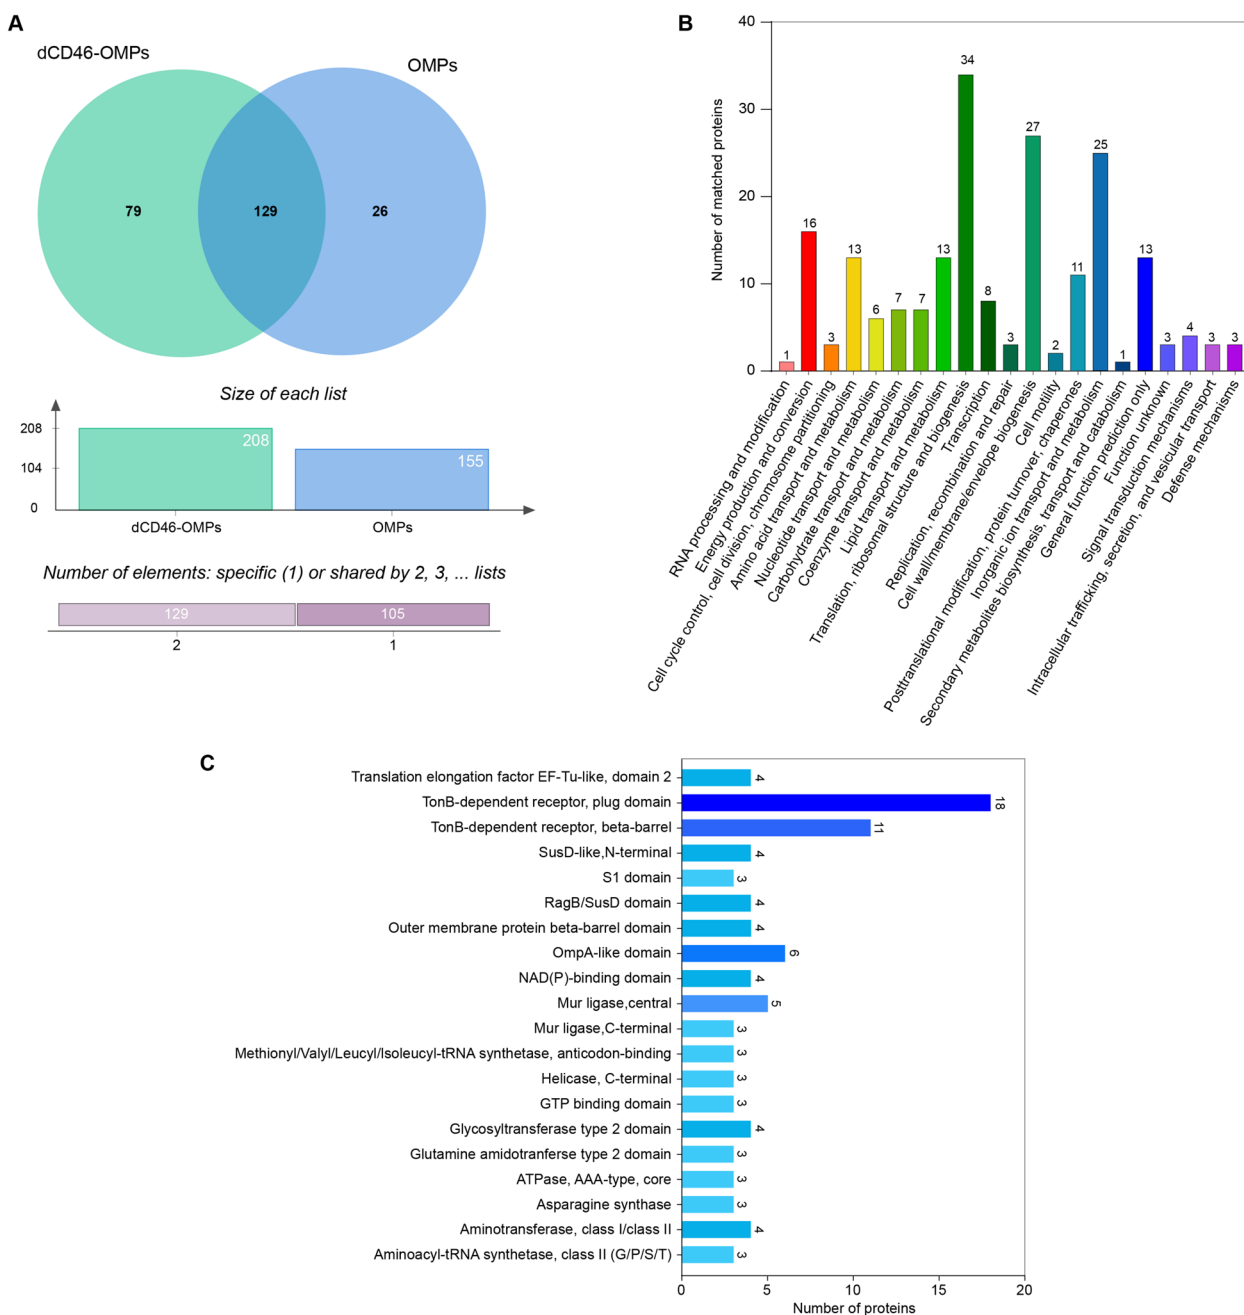 A
dCD46-OMPs
OMPs
79
129
26
Size of each list
208
104
0
208
155
dCD46-OMPs
OMPs
Number of elements: specific (1) or shared by 2, 3, ... lists
129
105
2
1
B
Number of matched proteins
40
30
20
10
0
1
16
3
13
6
7
7
13
34
8
3
27
2
11
25
1
13
3
4
3
3
RNA processing and modification
Energy production and conversion
Cell cycle control, cell division, chromosome partitioning
Amino acid transport and metabolism
Nucleotide transport and metabolism
Carbohydrate transport and metabolism
Coenzyme transport and metabolism
Lipid transport and metabolism
Translation, ribosomal structure and biogenesis
Transcription
Replication, recombination and repair
Cell wall/membrane/envelope biogenesis
Cell motility
Posttranslational modification, protein turnover, chaperones
Inorganic ion transport and metabolism
Secondary metabolites biosynthesis, transport and catabolism
General function prediction only
Function unknown
Signal transduction mechanisms
Intracellular trafficking, secretion, and vesicular transport
Defense mechanisms
C
Translation elongation factor EF-Tu-like, domain 2 4
TonB-dependent receptor, plug domain 18
TonB-dependent receptor, beta-barrel 11
SusD-like,N-terminal 4
S1 domain 3
RagB/SusD domain 4
Outer membrane protein beta-barrel domain 4
OmpA-like domain 6
NAD(P)-binding domain 4
Mur ligase,central 5
Mur ligase,C-terminal 3
Methionyl/Valyl/Leucyl/Isoleucyl-tRNA synthetase, anticodon-binding 3
Helicase, C-terminal 3
GTP binding domain 3
Glycosyltransferase type 2 domain 4
Glutamine amidotranferse type 2 domain 3
ATPase, AAA-type, core 3
Asparagine synthase 3
Aminotransferase, class I/class II 4
Aminoacyl-tRNA synthetase, class II (G/P/S/T) 3
0 5 10 15 20
Number of proteins